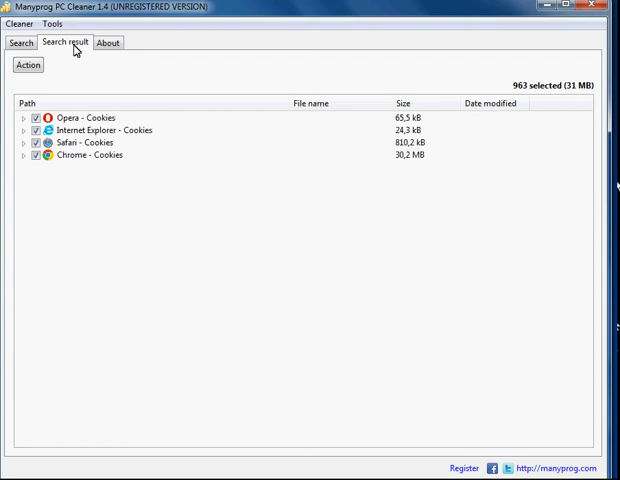 Manyprog PC Cleaner 1.4 (UNREGISTERED VERSION)
Cleaner Tools
Search Search result About
Action
963 selected (31 MB)
Path File name Size Date modified
Opera - Cookies 65,5 kB
Internet Explorer - Cookies 24,3 kB
Safari - Cookies 810,2 kB
Chrome - Cookies 30,2 MB
Register http://manyprog.com